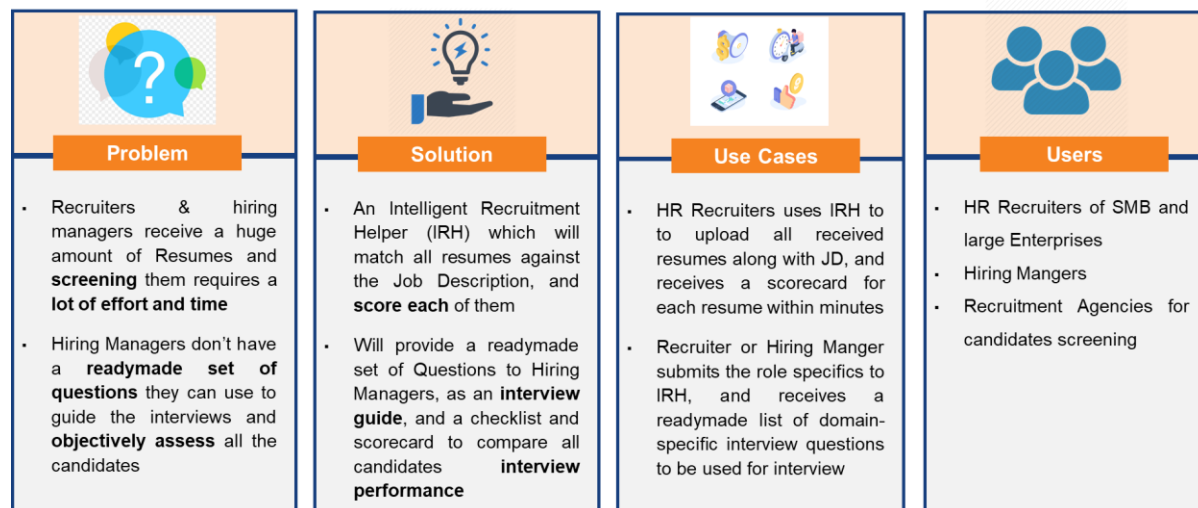 ?
Problem
▪ Recruiters & hiring
managers receive a huge
amount of Resumes and
screening them requires a
lot of effort and time
▪ Hiring Managers don’t have
a readymade set of
questions they can use to
guide the interviews and
objectively assess all the
candidates
Solution
▪ An Intelligent Recruitment
Helper (IRH) which will
match all resumes against
the Job Description, and
score each of them
▪ Will provide a readymade
set of Questions to Hiring
Managers, as an interview
guide, and a checklist and
scorecard to compare all
candidates interview
performance
Use Cases
▪ HR Recruiters uses IRH to
to upload all received
resumes along with JD, and
receives a scorecard for
each resume within minutes
▪ Recruiter or Hiring Manger
submits the role specifics to
IRH, and receives a
readymade list of domain-
specific interview questions
to be used for interview
Users
▪ HR Recruiters of SMB and
large Enterprises
▪ Hiring Mangers
▪ Recruitment Agencies for
candidates screening